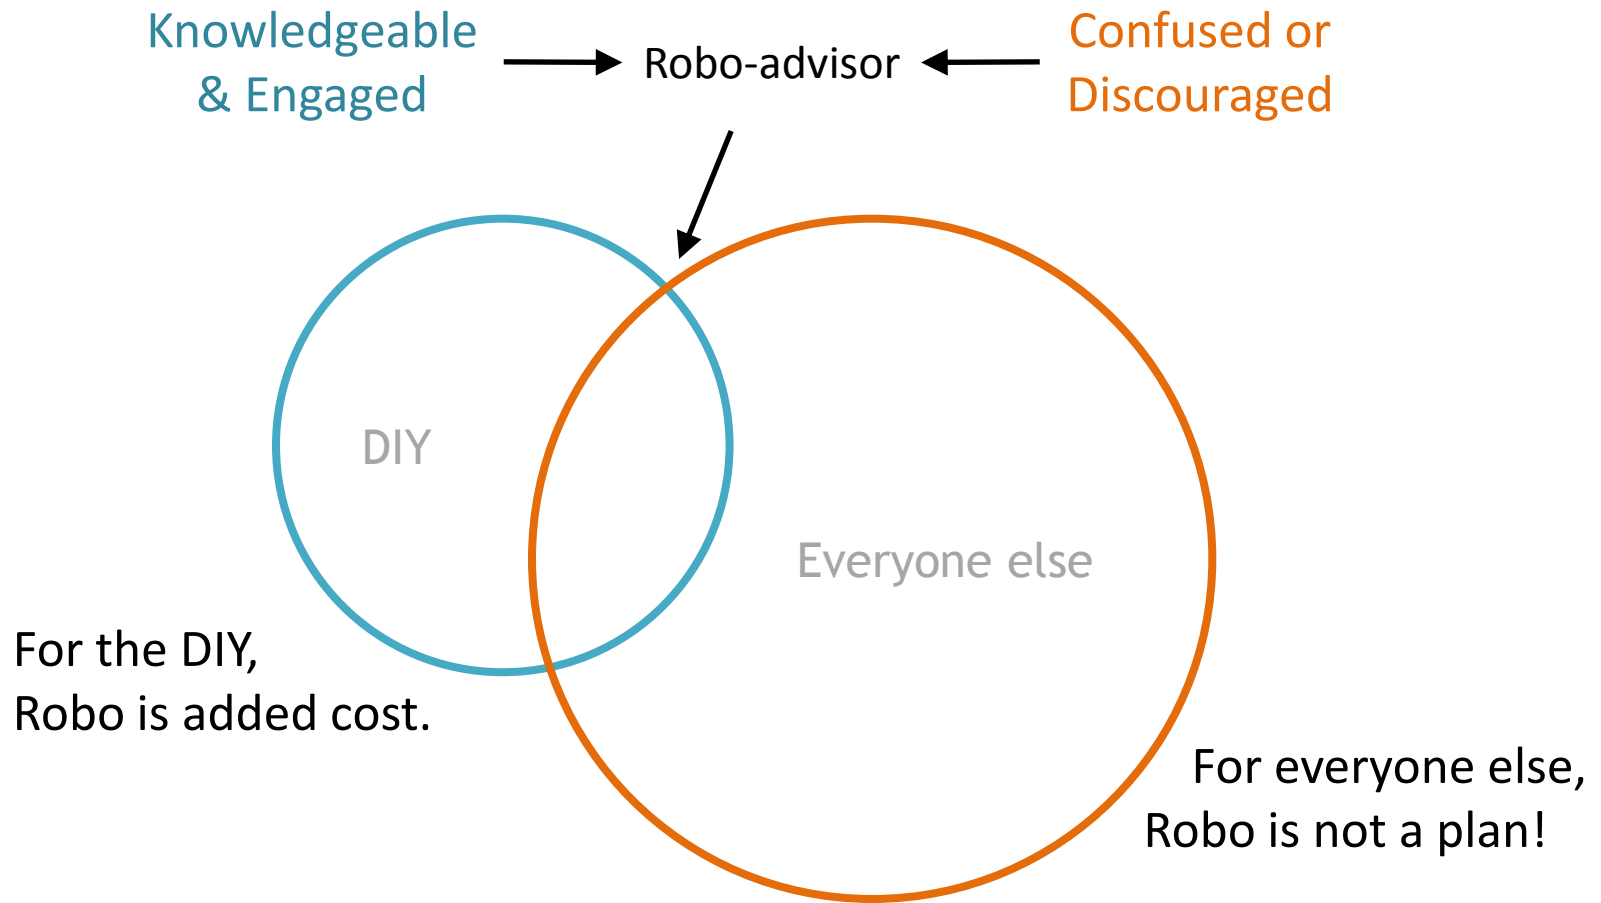 Knowledgeable
& Engaged
Robo-advisor
Confused or
Discouraged
DIY
Everyone else
For the DIY,
Robo is added cost.
For everyone else,
Robo is not a plan!